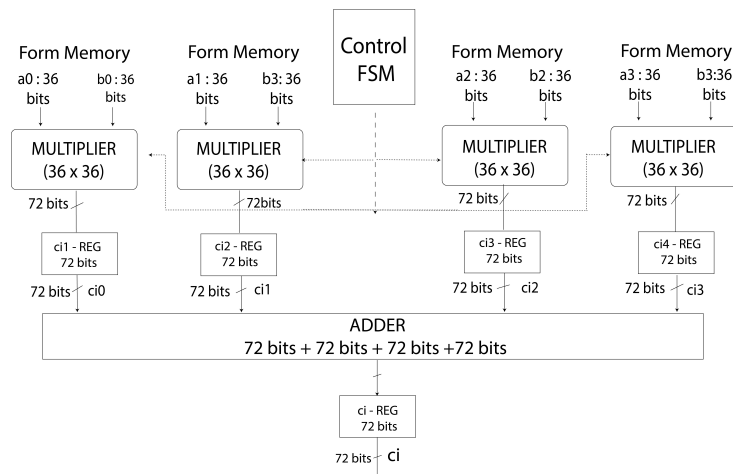 Control
FSM
Form Memory
Form Memory
Form Memory
Form Memory
a0 : 36
bits
b0 : 36
bits
a1 : 36
bits
b3: 36
bits
a2 : 36
bits
b2 : 36
bits
a3 : 36
bits
b3:36
bits
MULTIPLIER
(36 x 36)
MULTIPLIER
(36 x 36)
MULTIPLIER
(36 x 36)
MULTIPLIER
(36 x 36)
72 bits
72bits
72 bits
72 bits
ci1 - REG
72 bits
ci2 - REG
72 bits
ci3 - REG
72 bits
ci4 - REG
72 bits
72 bits ci0
72 bits ci1
72 bits ci2
72 bits ci3
ADDER
72 bits + 72 bits + 72 bits +72 bits
ci - REG
72 bits
72 bits ci